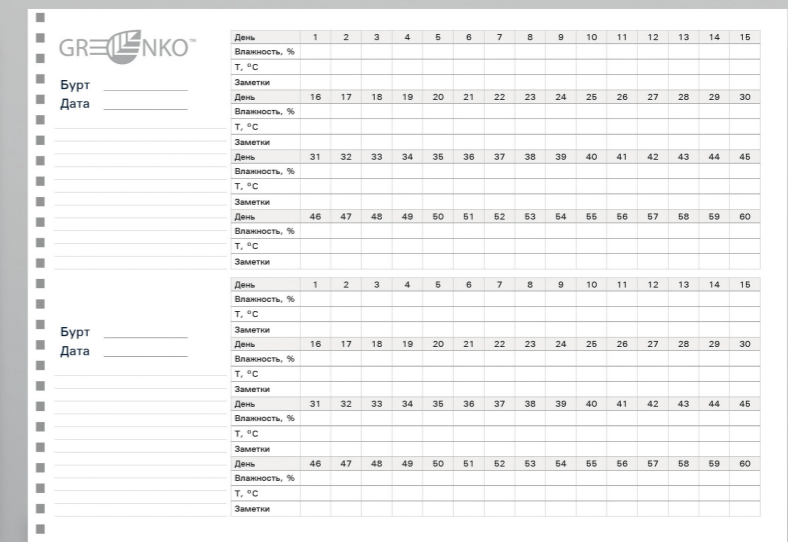 GREENKO™
Бурт
Дата
День 1 2 3 4 5 6 7 8 9 10 11 12 13 14 15
Влажность, %
Т, °С
Заметки
День 16 17 18 19 20 21 22 23 24 25 26 27 28 29 30
Влажность, %
Т, °С
Заметки
День 31 32 33 34 35 36 37 38 39 40 41 42 43 44 45
Влажность, %
Т, °С
Заметки
День 46 47 48 49 50 51 52 53 54 55 56 57 58 59 60
Влажность, %
Т, °С
Заметки
Бурт
Дата
День 1 2 3 4 5 6 7 8 9 10 11 12 13 14 15
Влажность, %
Т, °С
Заметки
День 16 17 18 19 20 21 22 23 24 25 26 27 28 29 30
Влажность, %
Т, °С
Заметки
День 31 32 33 34 35 36 37 38 39 40 41 42 43 44 45
Влажность, %
Т, °С
Заметки
День 46 47 48 49 50 51 52 53 54 55 56 57 58 59 60
Влажность, %
Т, °С
Заметки